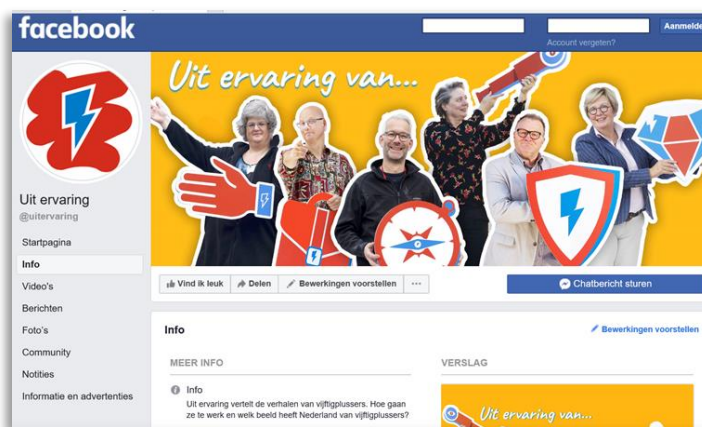 facebook
Aanmelde
Account vergeten?
Uit ervaring van...
Uit ervaring
@uitervaring
Startpagina
Info
Video's
Berichten
Foto's
Community
Notities
Informatie en advertenties
Vind ik leuk
Delen
Bewerkingen voorstellen
Chatbericht sturen
Info
Bewerkingen voorstellen
MEER INFO
VERSLAG
Info
Uit ervaring vertelt de verhalen van vijftigplussers. Hoe gaan
ze te werk en welk beeld heeft Nederland van vijftigplussers?
Uit ervaring van...